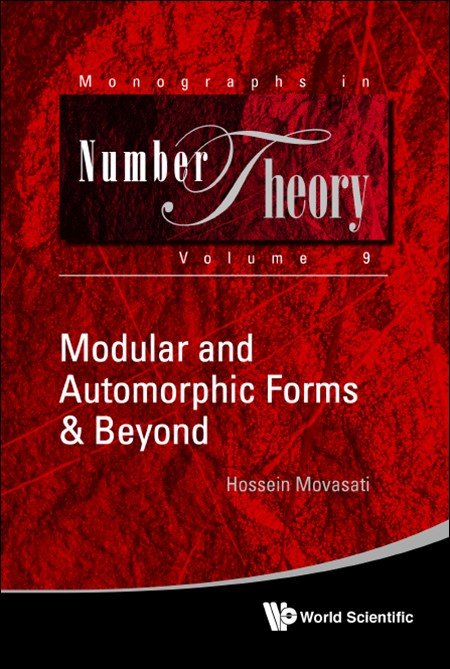 Monographs in
Number Theory
Volume 9
Modular and
Automorphic Forms
& Beyond
Hossein Movasati
World Scientific